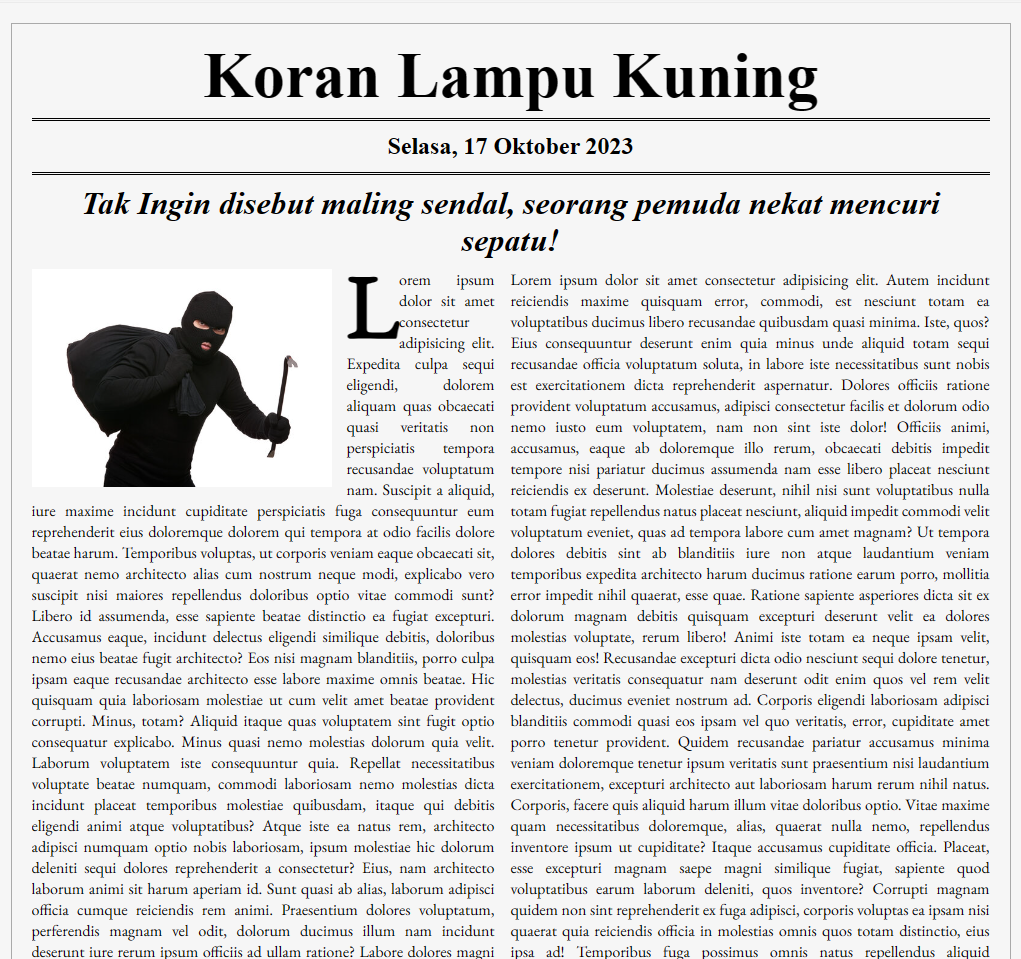 Koran Lampu Kuning
Selasa, 17 Oktober 2023
Tak Ingin disebut maling sendal, seorang pemuda nekat mencuri
sepatu!
Lorem ipsum
dolor sit amet
consectetur
adipisicing elit.
Expedita culpa sequi
eligendi, dolorem
aliquam quas obcaecati
quasi veritatis non
perspiciatis tempora
recusandae voluptatum
nam. Suscipit a aliquid,
iure maxime incidunt cupiditate perspiciatis fuga consequuntur eum
reprehenderit eius doloremque dolorem qui tempora at odio facilis dolore
beatae harum. Temporibus voluptas, ut corporis veniam eaque obcaecati sit,
quaerat nemo architecto alias cum nostrum neque modi, explicabo vero
suscipit nisi maiores repellendus doloribus optio vitae commodi sunt?
Libero id assumenda, esse sapiente beatae distinctio ea fugiat excepturi.
Accusamus eaque, incidunt delectus eligendi similique debitis, doloribus
nemo eius beatae fugit architecto? Eos nisi magnam blanditiis, porro culpa
ipsam eaque recusandae architecto esse labore maxime omnis beatae. Hic
quisquam quia laboriosam molestiae ut cum velit amet beatae provident
corrupti. Minus, totam? Aliquid itaque quas voluptatem sint fugit optio
consequatur explicabo. Minus quasi nemo molestias dolorum quia velit.
Laborum voluptatem iste consequuntur quia. Repellat necessitatibus
voluptate beatae numquam, commodi laboriosam nemo molestias dicta
incidunt placeat temporibus molestiae quibusdam, itaque qui debitis
eligendi animi atque voluptatibus? Atque iste ea natus rem, architecto
adipisci numquam optio nobis laboriosam, ipsum molestiae hic dolorum
deleniti sequi dolores reprehenderit a consectetur? Eius, nam architecto
laborum animi sit harum aperiam id. Sunt quasi ab alias, laborum adipisci
officia cumque reiciendis rem animi. Praesentium dolores voluptatum,
perferendis magnam vel odit, dolorum ducimus illum nam incidunt
deserunt iure rerum ipsum officiis ad ullam ratione? Labore dolores magni
Lorem ipsum dolor sit amet consectetur adipisicing elit. Autem incidunt
reiciendis maxime quisquam error, commodi, est nesciunt totam ea
voluptatibus ducimus libero recusandae quibusdam quasi minima. Iste, quos?
Eius consequuntur deserunt enim quia minus unde aliquid totam sequi
recusandae officia voluptatum soluta, in labore iste necessitatibus sunt nobis
est exercitationem dicta reprehenderit aspernatur. Dolores officiis ratione
provident voluptatum accusamus, adipisci consectetur facilis et dolorum odio
nemo iusto eum voluptatem, nam non sint iste dolor! Officiis animi,
accusamus, eaque ab doloremque illo rerum, obcaecati debitis impedit
tempore nisi pariatur ducimus assumenda nam esse libero placeat nesciunt
reiciendis ex deserunt. Molestiae deserunt, nihil nisi sunt voluptatibus nulla
totam fugiat repellendus natus placeat nesciunt, aliquid impedit commodi velit
voluptatum eveniet, quas ad tempora labore cum amet magnam? Ut tempora
dolores debitis sint ab blanditiis iure non atque laudantium veniam
temporibus expedita architecto harum ducimus ratione earum porro, mollitia
error impedit nihil quaerat, esse quae. Ratione sapiente asperiores dicta sit ex
dolorum magnam debitis quisquam excepturi deserunt velit ea dolores
molestias voluptate, rerum libero! Animi iste totam ea neque ipsam velit,
quisquam eos! Recusandae excepturi dicta odio nesciunt sequi dolore tenetur,
molestias veritatis consequatur nam deserunt odit enim quos vel rem velit
delectus, ducimus eveniet nostrum ad. Corporis eligendi laboriosam adipisci
blanditiis commodi quasi eos ipsam vel quo veritatis, error, cupiditate amet
porro tenetur provident. Quidem recusandae pariatur accusamus minima
veniam doloremque tenetur ipsum veritatis sunt praesentium nisi laudantium
exercitationem, excepturi architecto aut laboriosam harum rerum nihil natus.
Corporis, facere quis aliquid harum illum vitae doloribus optio. Vitae maxime
quam necessitatibus doloremque, alias, quaerat nulla nemo, repellendus
inventore ipsum ut cupiditate? Itaque accusamus cupiditate officia. Placeat,
esse excepturi magnam saepe magni similique fugiat, sapiente quod
voluptatibus earum laborum deleniti, quos inventore? Corrupti magnam
quidem non sint reprehenderit ex fuga adipisci, corporis voluptas ea ipsam nisi
quaerat quia reiciendis officia in molestias omnis quos totam distinctio, eius
ipsa ad! Temporibus fuga possimus omnis natus repellendus aliquid